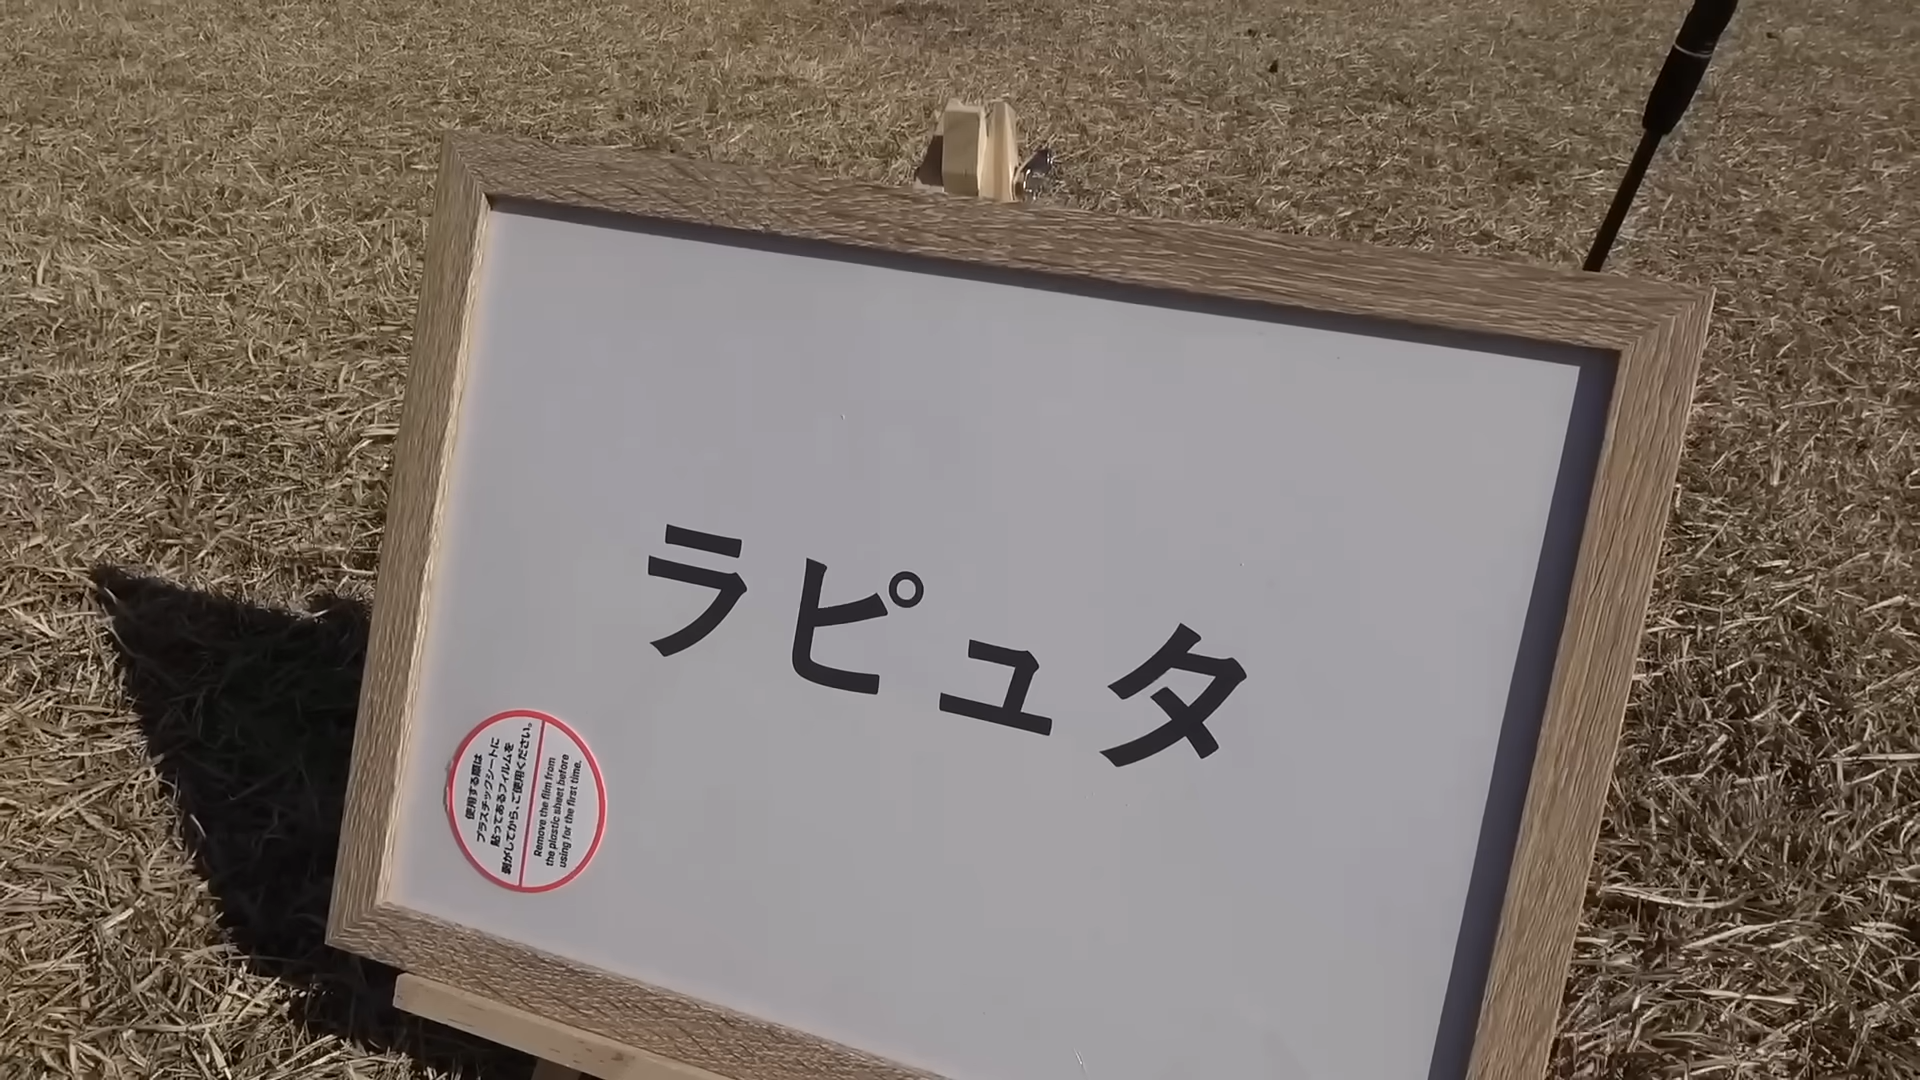 ラピュタ
使用する際は
プラスチックシートに
貼ってあるフィルムを
剥がしてから、ご使用ください。
Remove the film from
the plastic sheet before
using for the first time.